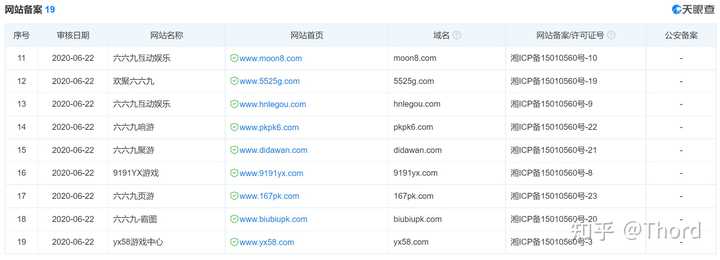 网站备案 19
天眼查
序号 审核日期 网站名称 网站首页 域名 网站备案/许可证号 公安备案
11 2020-06-22 六六九互动娱乐 www.moon8.com moon8.com 湘ICP备15010560号-10 -
12 2020-06-22 欢聚六六九 www.5525g.com 5525g.com 湘ICP备15010560号-19 -
13 2020-06-22 六六九互动娱乐 www.hnlegou.com hnlegou.com 湘ICP备15010560号-9 -
14 2020-06-22 六六九响游 www.pkpk6.com pkpk6.com 湘ICP备15010560号-22 -
15 2020-06-22 六六九聚游 www.didawan.com didawan.com 湘ICP备15010560号-21 -
16 2020-06-22 9191YX游戏 www.9191yx.com 9191yx.com 湘ICP备15010560号-8 -
17 2020-06-22 六六九页游 www.167pk.com 167pk.com 湘ICP备15010560号-23 -
18 2020-06-22 六六九-霸图 www.biubiupk.com biubiupk.com 湘ICP备15010560号-20 -
19 2020-06-22 yx58游戏中心 www.yx58.com yx58.com 湘ICP备15010560号-3 -
知乎 @Thord